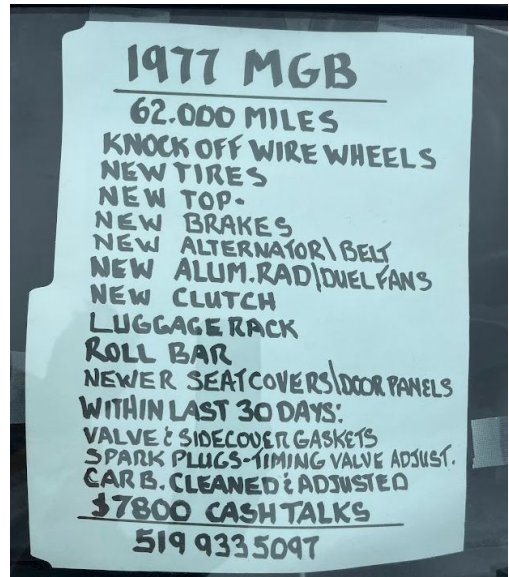 1977 MGB
62.000 MILES
KNOCK OFF WIRE WHEELS
NEW TIRES
NEW TOP.
NEW BRAKES
NEW ALTERNATOR\BELT
NEW ALUM.RAD\DUEL FANS
NEW CLUTCH
LUGGAGE RACK
ROLL BAR
NEWER SEATCOVERS\DOOR PANELS
WITHIN LAST 30 DAYS:
VALVE & SIDECOVER GASKETS
SPARK PLUGS-TIMING VALVE ADJUST.
CARB. CLEANED & ADJUSTED
$7800 CASH TALKS
519 933 5097